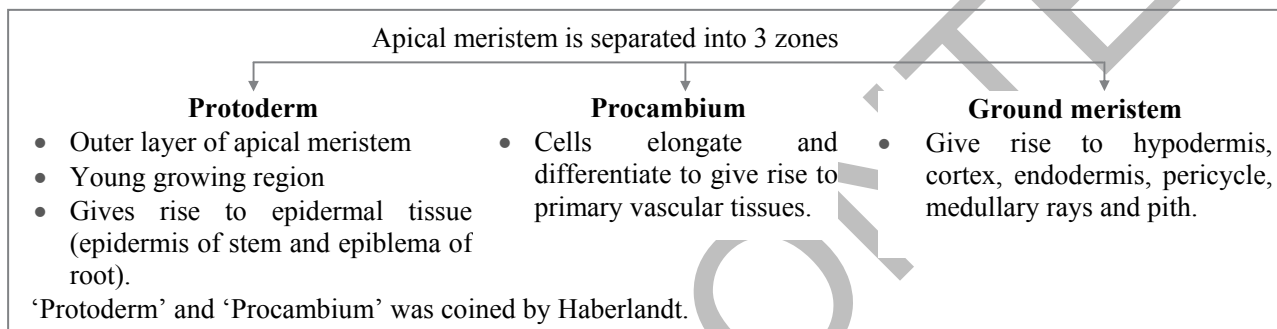 Apical meristem is separated into 3 zones
Protoderm
• Outer layer of apical meristem
• Young growing region
• Gives rise to epidermal tissue
(epidermis of stem and epiblema of
root).
Procambium
• Cells elongate and
differentiate to give rise to
primary vascular tissues.
Ground meristem
• Give rise to hypodermis,
cortex, endodermis, pericycle,
medullary rays and pith.
‘Protoderm’ and ‘Procambium’ was coined by Haberlandt.